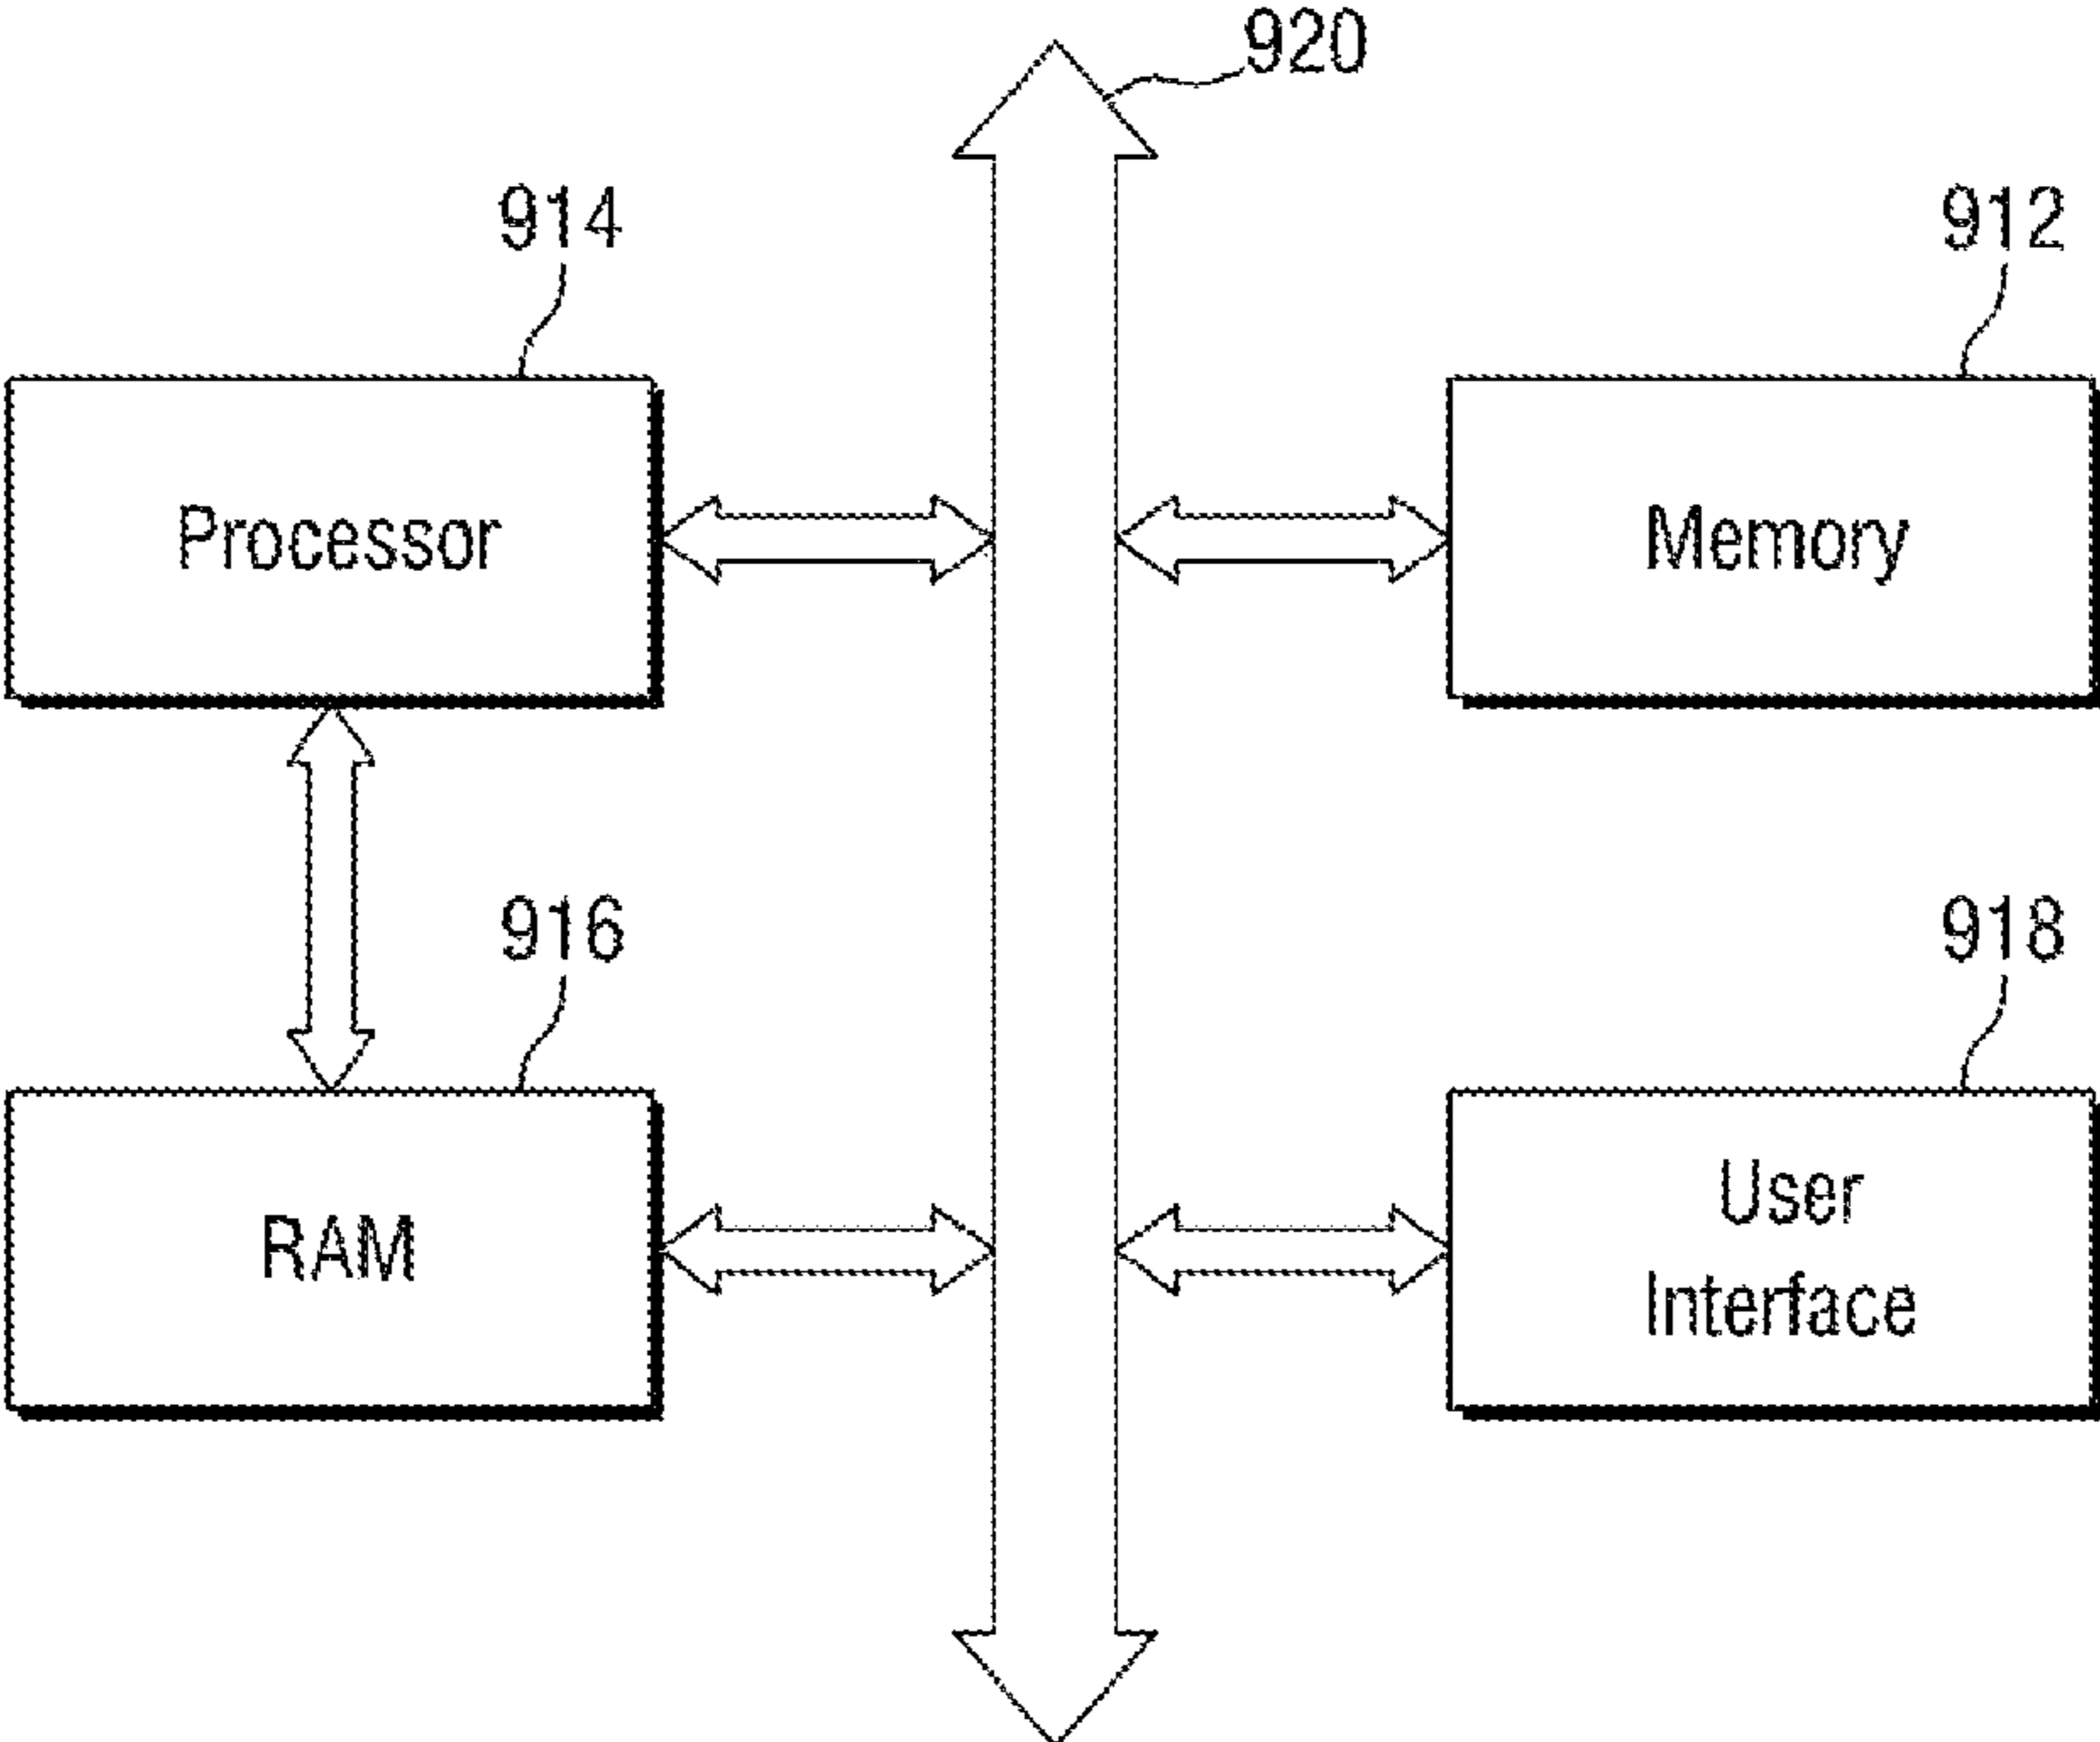 920
914
912
Processor
Memory
916
918
RAM
User
Interface